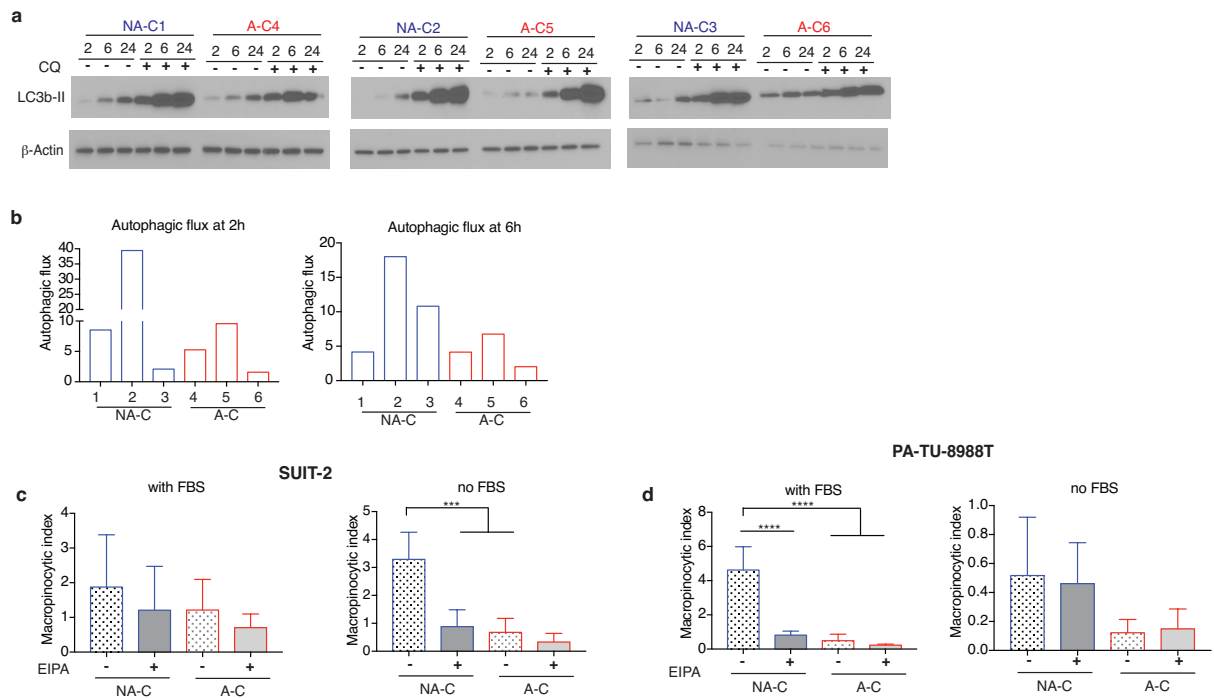 a
NA-C1 A-C4 NA-C2 A-C5 NA-C3 A-C6
2 6 24 2 6 24 2 6 24 2 6 24 2 6 24 2 6 24 2 6 24 2 6 24 2 6 24 2 6 24 2 6 24 2 6 24
CQ - - - + + + - - - + + + - - - + + + - - - + + + - - - + + + - - - + + +
LC3b-II
β-Actin
b
Autophagic flux at 2h
Autophagic flux
40
35
30
25
20
10
5
0
1 2 3 4 5 6
NA-C A-C
Autophagic flux at 6h
Autophagic flux
20
15
10
5
0
1 2 3 4 5 6
NA-C A-C
SUIT-2
c
with FBS
Macropinocytic index
4
3
2
1
0
EIPA - + - +
NA-C A-C
no FBS
***
Macropinocytic index
5
4
3
2
1
0
- + - +
NA-C A-C
PA-TU-8988T
d
with FBS
****
****
Macropinocytic index
8
6
4
2
0
EIPA - + - +
NA-C A-C
no FBS
Macropinocytic index
1.0
0.8
0.6
0.4
0.2
0.0
- + - +
NA-C A-C